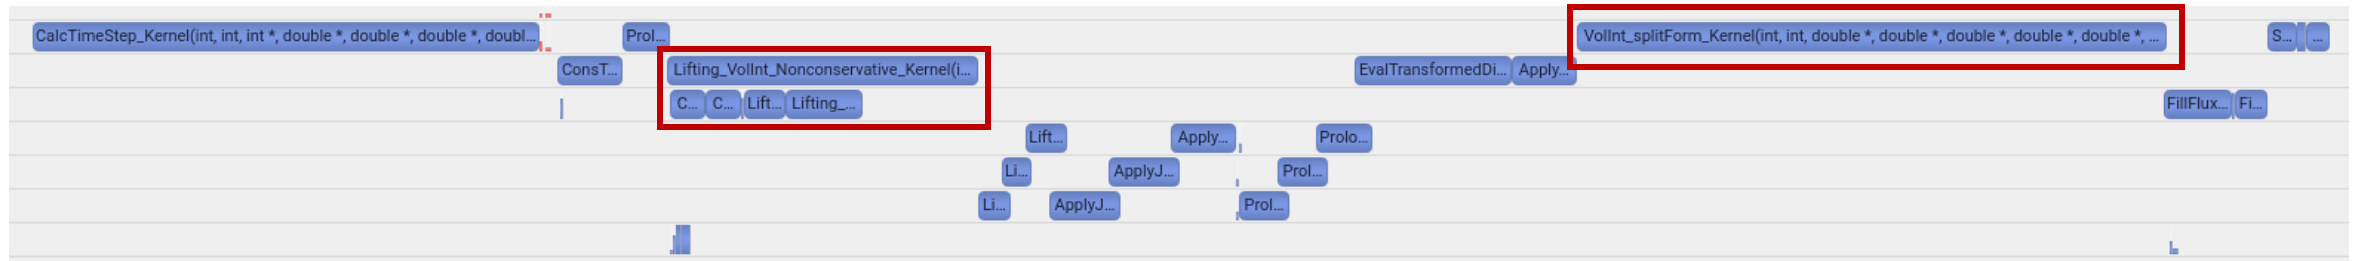 CalcTimeStep_Kernel(int, int, int *, double *, double *, double *, doubl... Prol... VolInt_splitForm_Kernel(int, int, double *, double *, double *, double *, double *, ... S... ...
ConsT... Lifting_VolInt_Nonconservative_Kernel(i... EvalTransformedDi... Apply...
C... C... Lift... Lifting_... FillFlux... Fi...
Lift... Apply... Prolo...
Li... ApplyJ... Prol...
Li... ApplyJ... Prol...